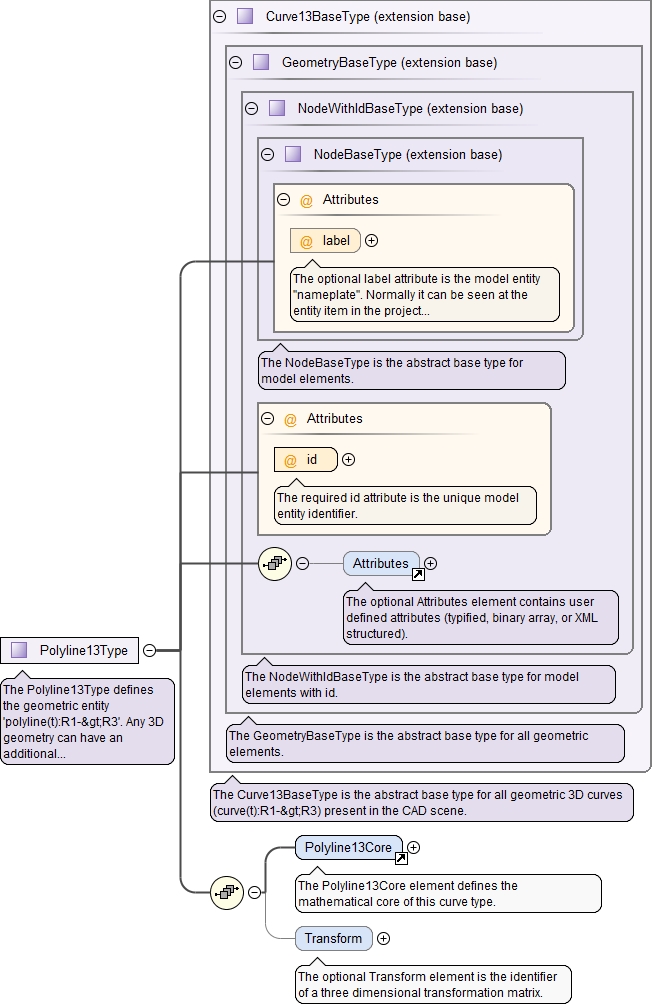 Curve13BaseType (extension base)
GeometryBaseType (extension base)
NodeWithIdBaseType (extension base)
NodeBaseType (extension base)
@ Attributes
@ label
The optional label attribute is the model entity
"nameplate". Normally it can be seen at the
entity item in the project...
The NodeBaseType is the abstract base type for
model elements.
@ Attributes
@ id
The required id attribute is the unique model
entity identifier.
Attributes
The optional Attributes element contains user
defined attributes (typified, binary array, or XML
structured).
Polyline13Type
The Polyline13Type defines
the geometric entity
'polyline(t):R1-&gt;R3'. Any 3D
geometry can have an
additional...
The NodeWithIdBaseType is the abstract base type for model
elements with id.
The GeometryBaseType is the abstract base type for all geometric
elements.
The Curve13BaseType is the abstract base type for all geometric 3D curves
(curve(t):R1-&gt;R3) present in the CAD scene.
Polyline13Core
The Polyline13Core element defines the
mathematical core of this curve type.
Transform
The optional Transform element is the identifier
of a three dimensional transformation matrix.